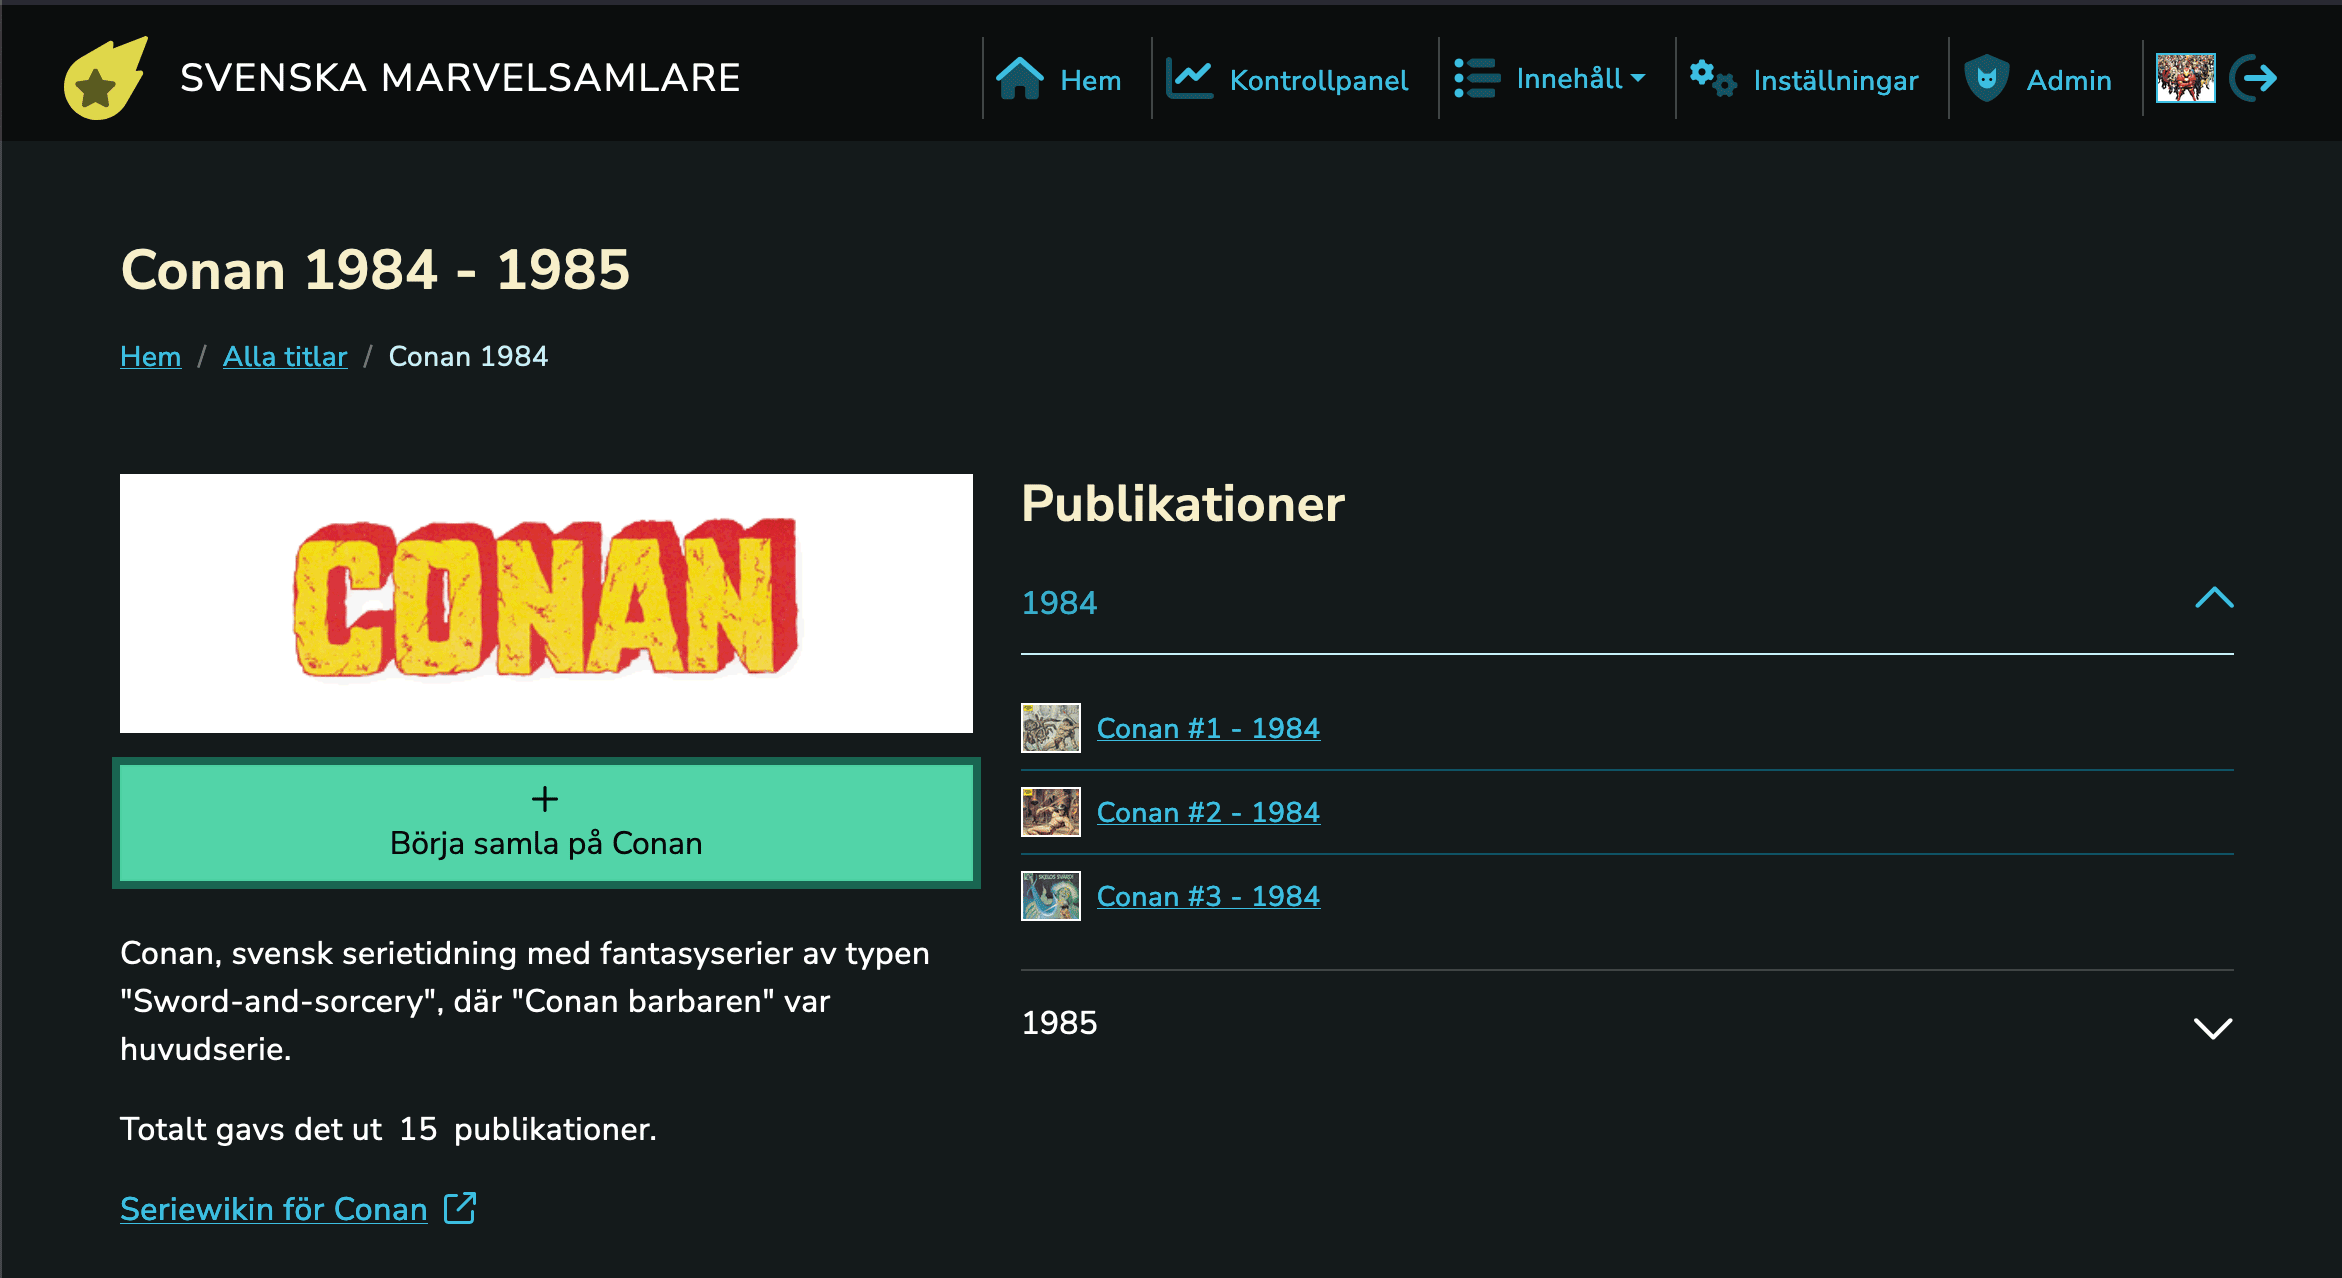 SVENSKA MARVELSAMLARE
Hem
Kontrollpanel
Innehåll
Inställningar
Admin
Conan 1984 - 1985
Hem / Alla titlar / Conan 1984
CONAN
+
Börja samla på Conan
Conan, svensk serietidning med fantasyserier av typen
"Sword-and-sorcery", där "Conan barbaren" var
huvudserie.
Totalt gavs det ut 15 publikationer.
Seriewikin för Conan
Publikationer
1984
Conan #1 - 1984
Conan #2 - 1984
Conan #3 - 1984
1985